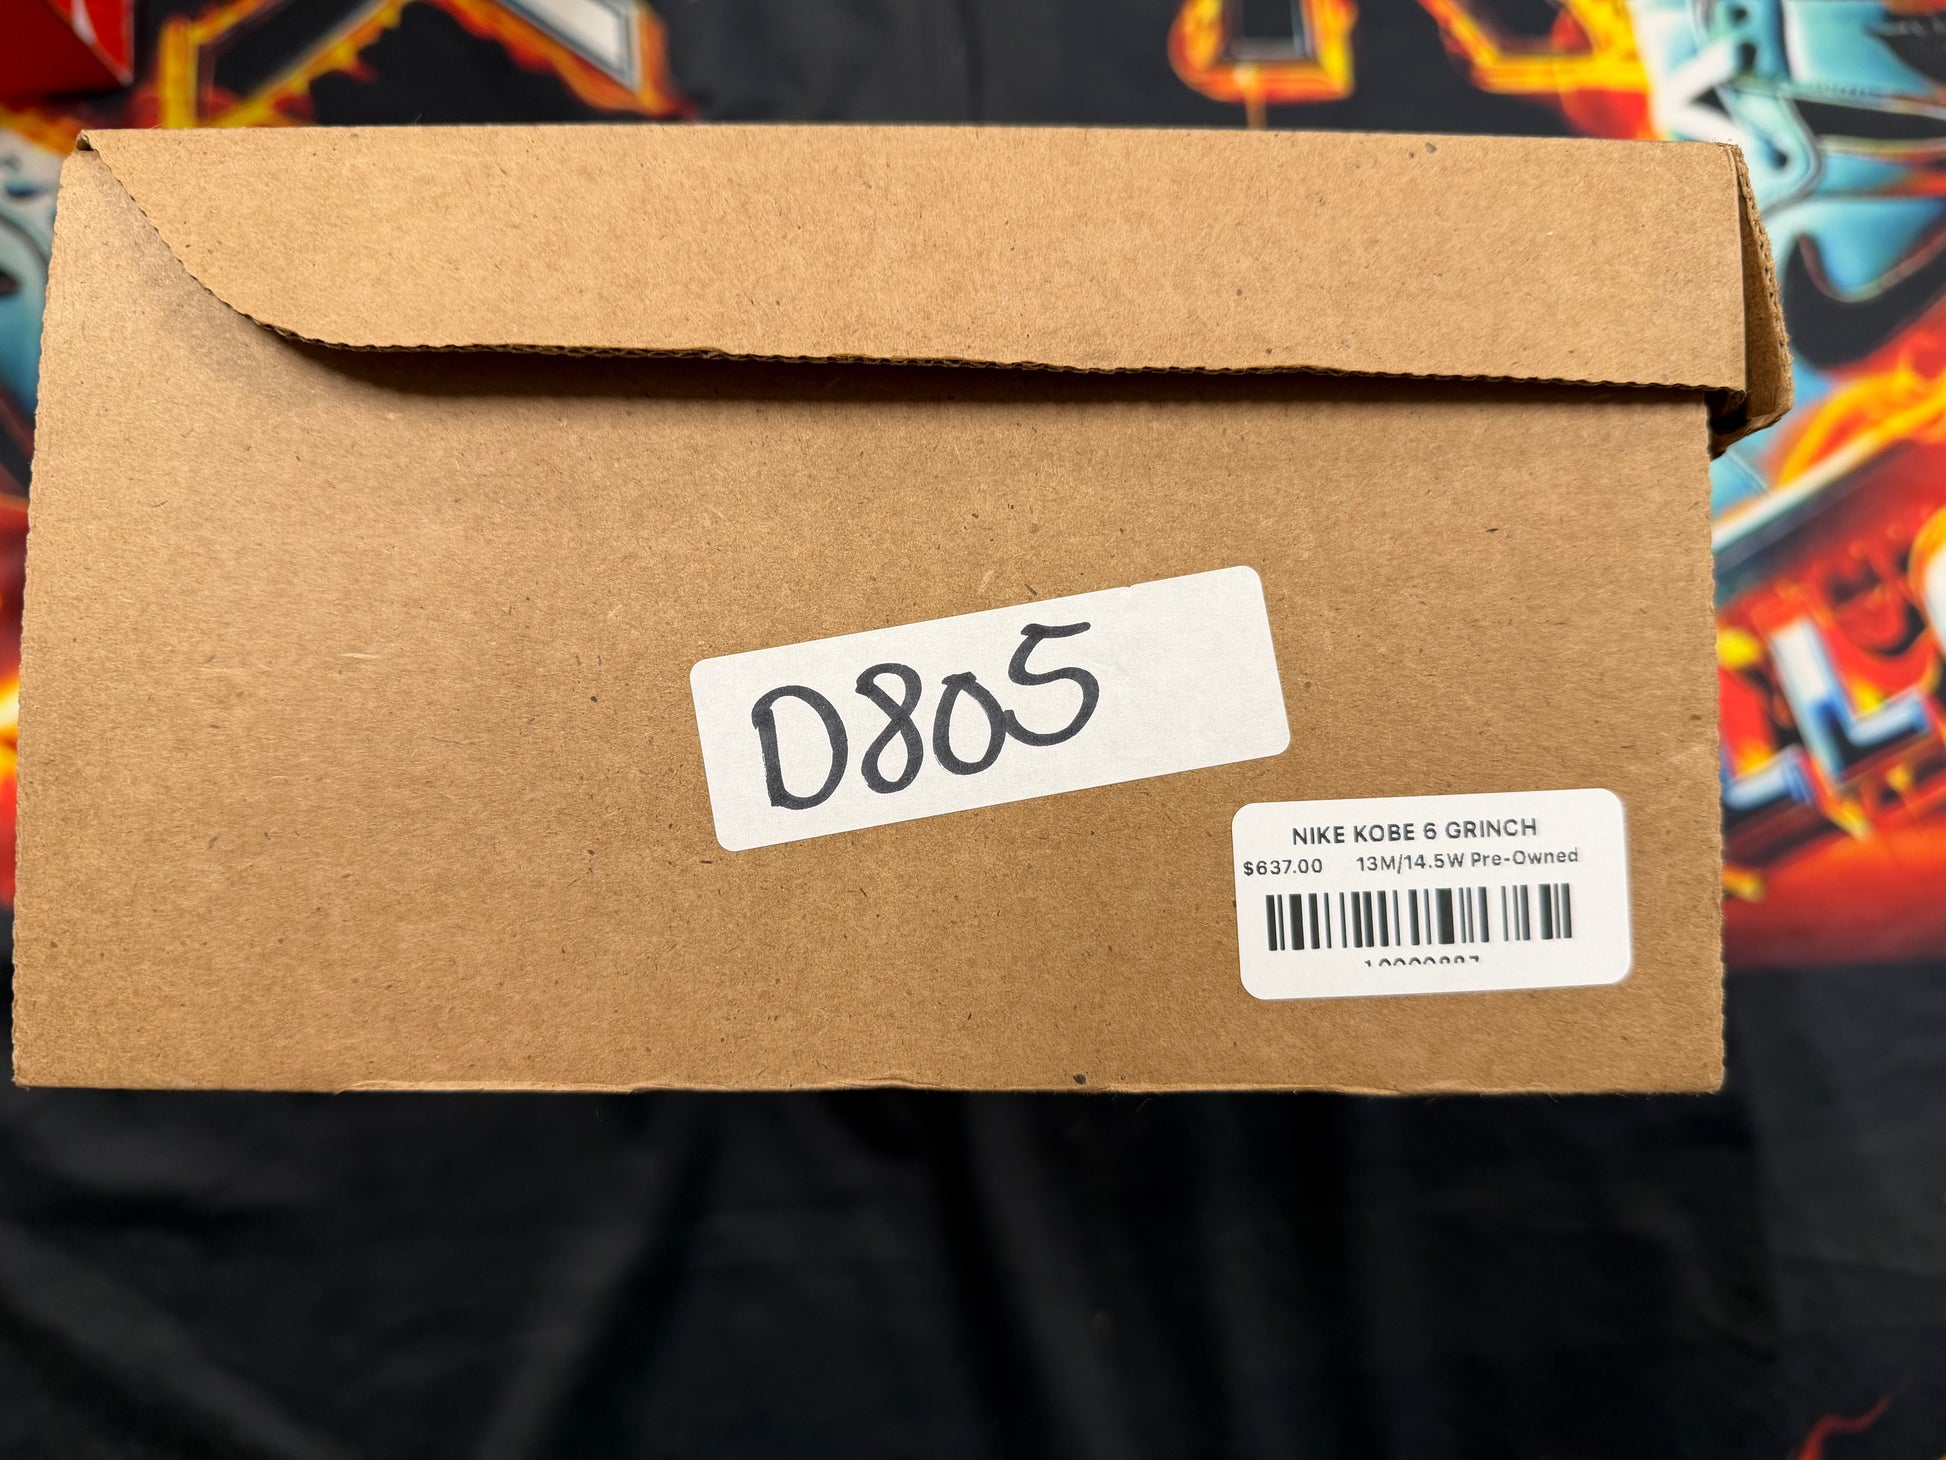 D805
NIKE KOBE 6 GRINCH
$637.00 13M/14.5W Pre-Owned